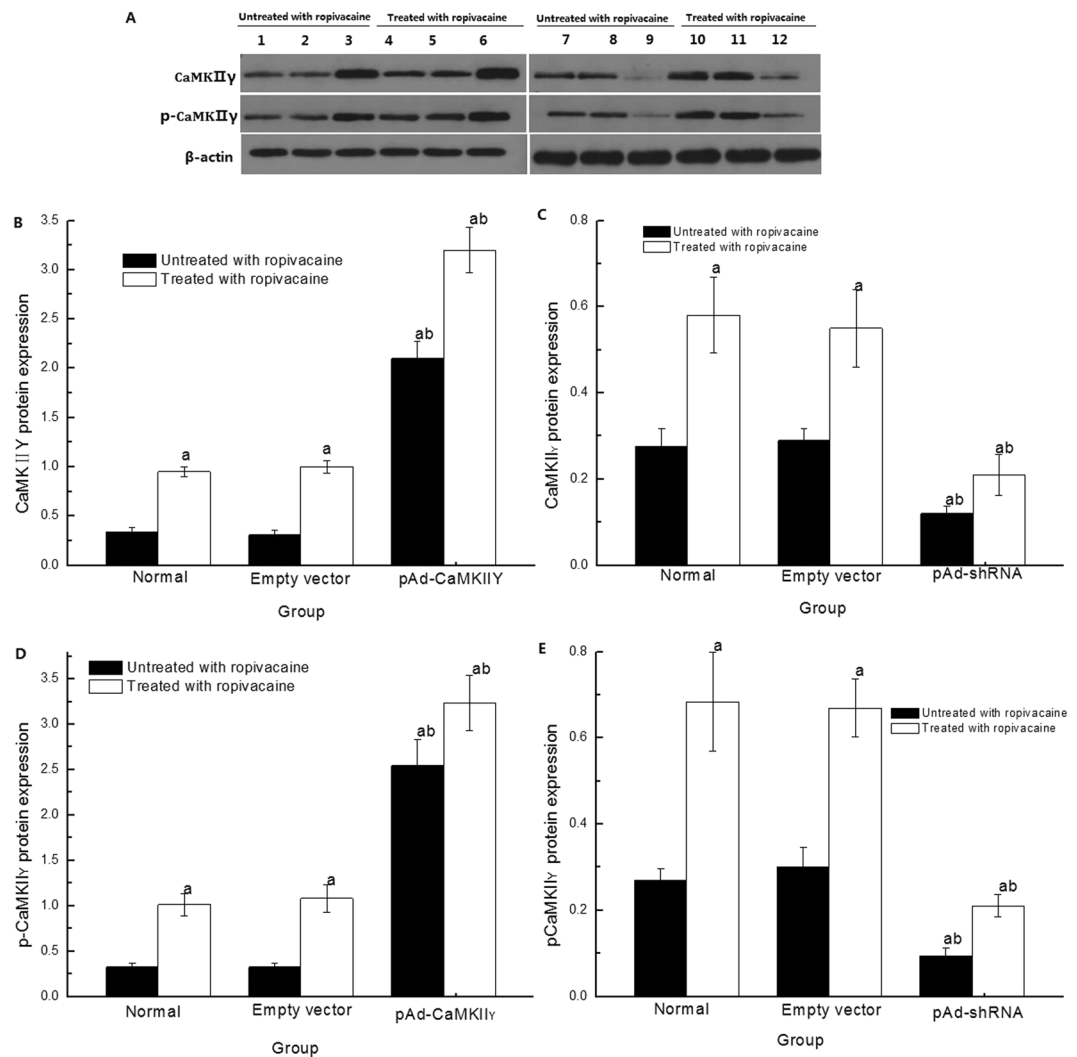 A
Untreated with ropivacaine Treated with ropivacaine Untreated with ropivacaine Treated with ropivacaine
1 2 3 4 5 6 7 8 9 10 11 12
CaMKⅡγ
p-CaMKⅡγ
β-actin
B
3.5
3.0
2.5
2.0
1.5
1.0
0.5
0.0
CaMKⅡY protein expression
Untreated with ropivacaine
Treated with ropivacaine
a
a
ab
ab
Normal Empty vector pAd-CaMKIIY
Group
C
0.8
0.6
0.4
0.2
0.0
CaMKIIγ protein expression
Untreated with ropivacaine
Treated with ropivacaine
a
a
ab
ab
Normal Empty vector pAd-shRNA
Group
D
3.5
3.0
2.5
2.0
1.5
1.0
0.5
0.0
p-CaMKIIγ protein expression
Untreated with ropivacaine
Treated with ropivacaine
a
a
ab
ab
Normal Empty vector pAd-CaMKIIγ
Group
E
0.8
0.6
0.4
0.2
0.0
pCaMKIIγ protein expression
Untreated with ropivacaine
Treated with ropivacaine
a
a
ab
ab
Normal Empty vector pAd-shRNA
Group